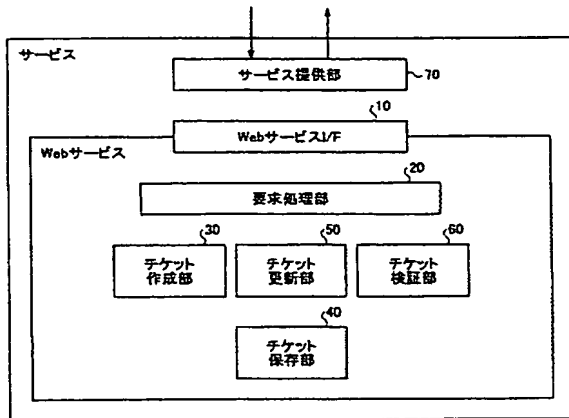 サービス
サービス提供部
70
10
WebサービスI/F
Webサービス
20
要求処理部
30
50
60
チケット
作成部
チケット
更新部
チケット
検証部
40
チケット
保存部